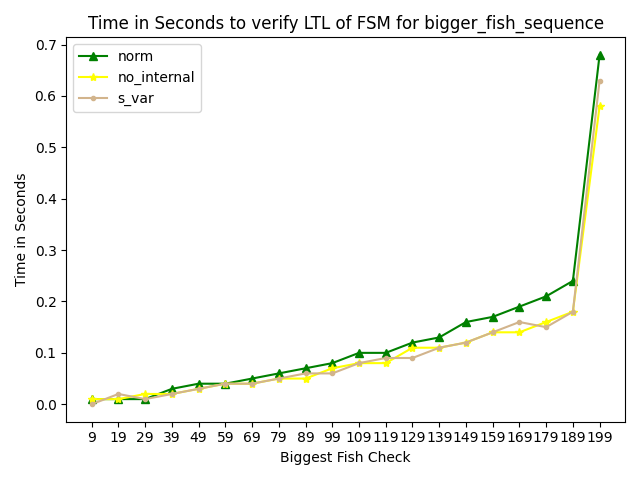 Time in Seconds to verify LTL of FSM for bigger_fish_sequence
norm
no_internal
s_var
Time in Seconds
0.7
0.6
0.5
0.4
0.3
0.2
0.1
0.0
9 19 29 39 49 59 69 79 89 99 109 119 129 139 149 159 169 179 189 199
Biggest Fish Check